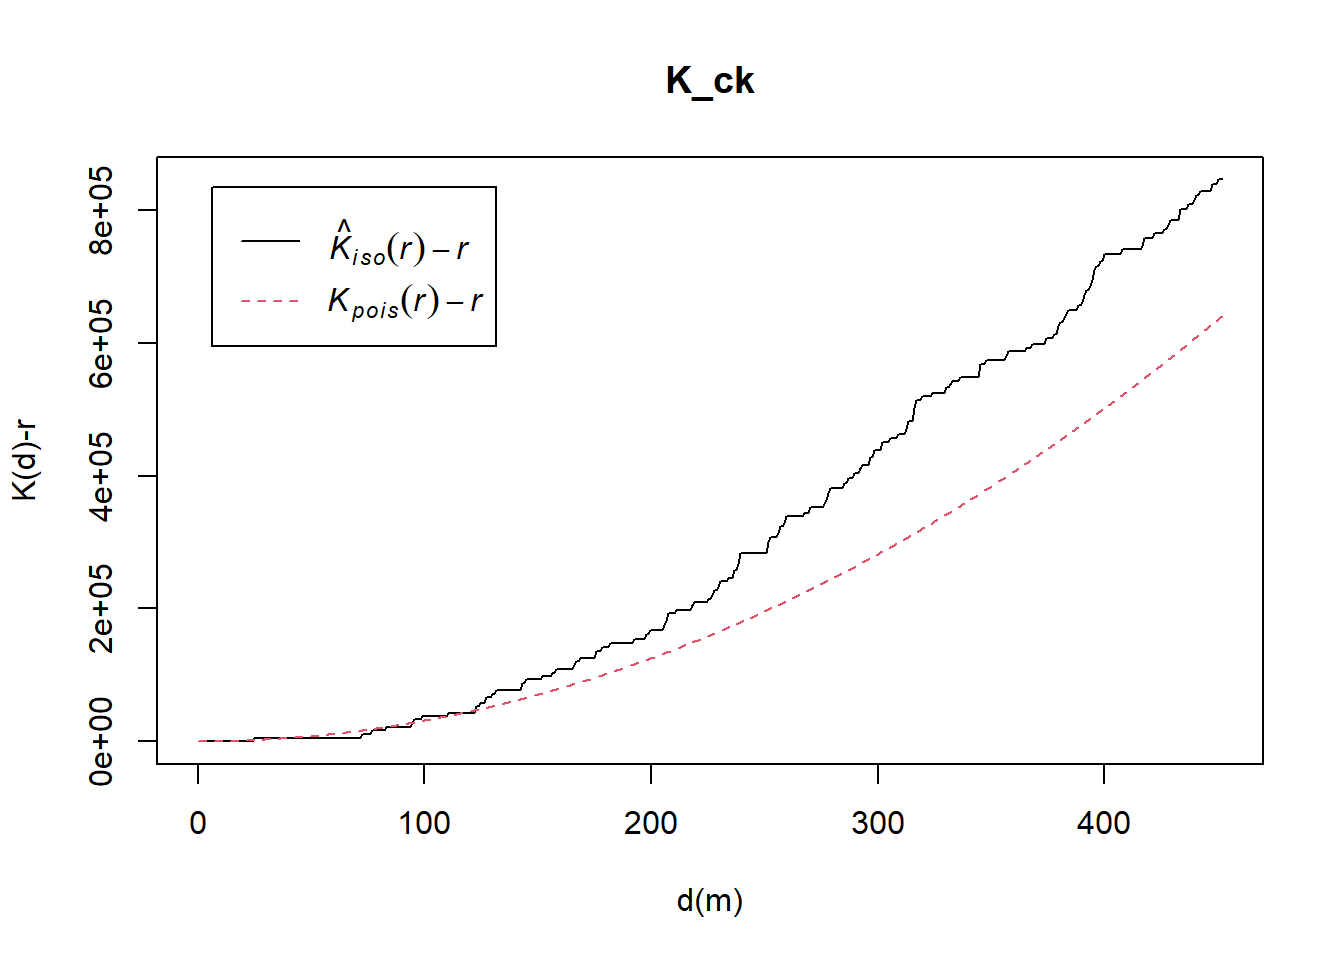 K_ck
K̂iso(r) – r
Kpois(r) – r
K(d)-r
8e+05
6e+05
4e+05
2e+05
0e+00
0 100 200 300 400
d(m)